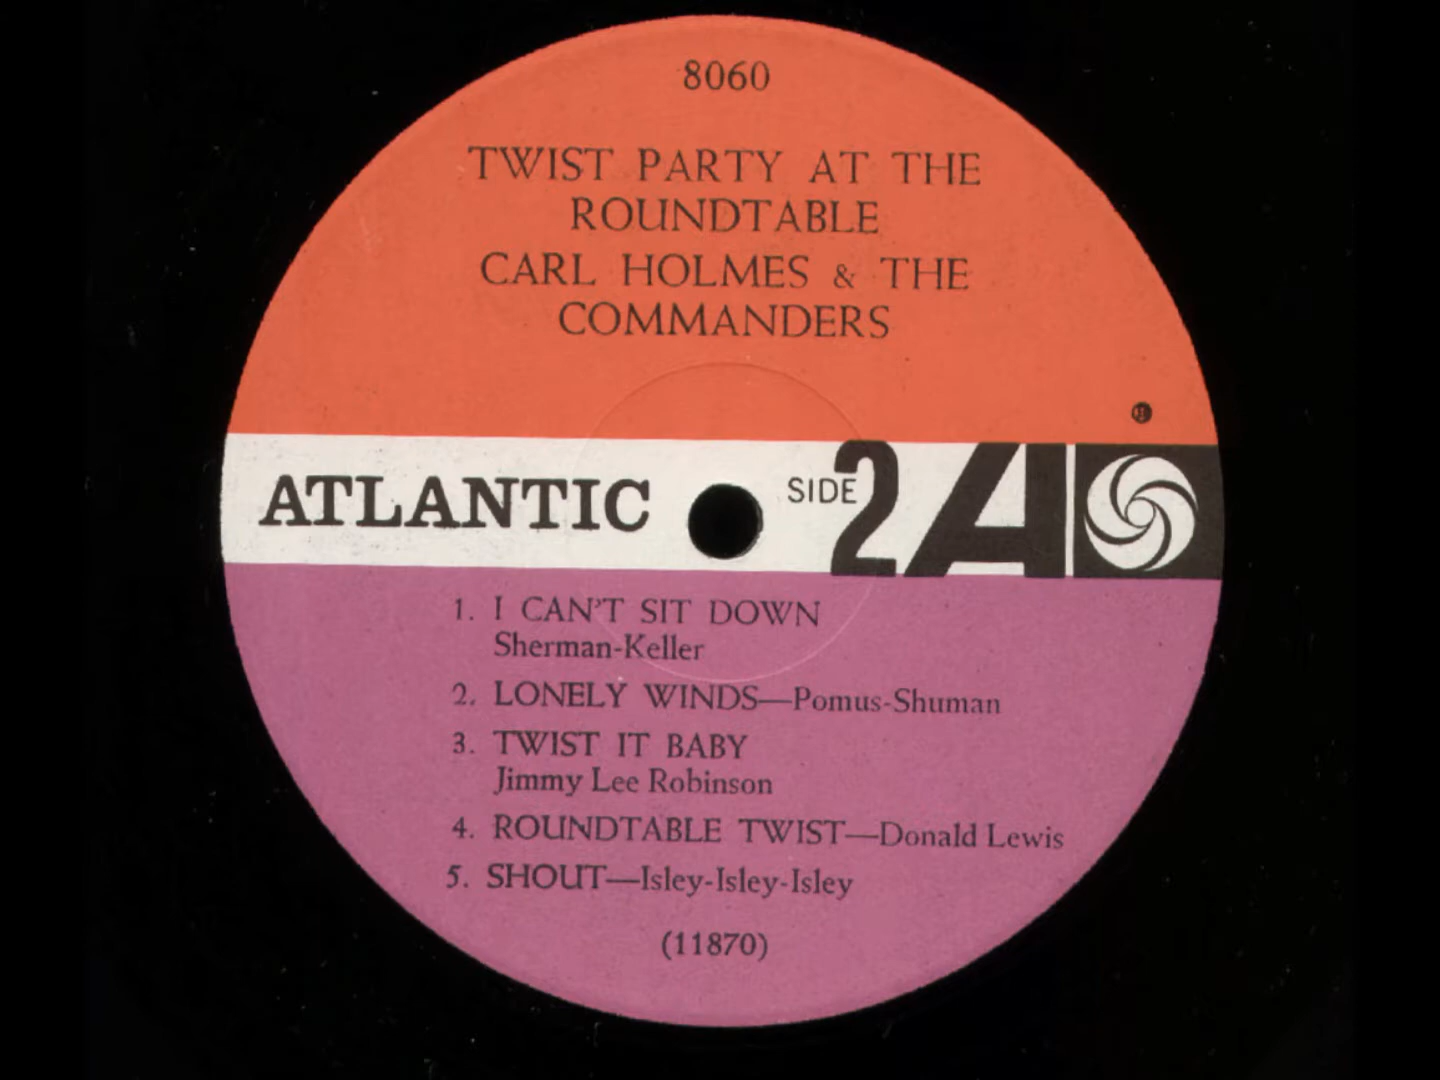 8060
TWIST PARTY AT THE
ROUNDTABLE
CARL HOLMES & THE
COMMANDERS
ATLANTIC SIDE 2 A
1. I CAN'T SIT DOWN
Sherman-Keller
2. LONELY WINDS—Pomus-Shuman
3. TWIST IT BABY
Jimmy Lee Robinson
4. ROUNDTABLE TWIST—Donald Lewis
5. SHOUT—Isley-Isley-Isley
(11870)